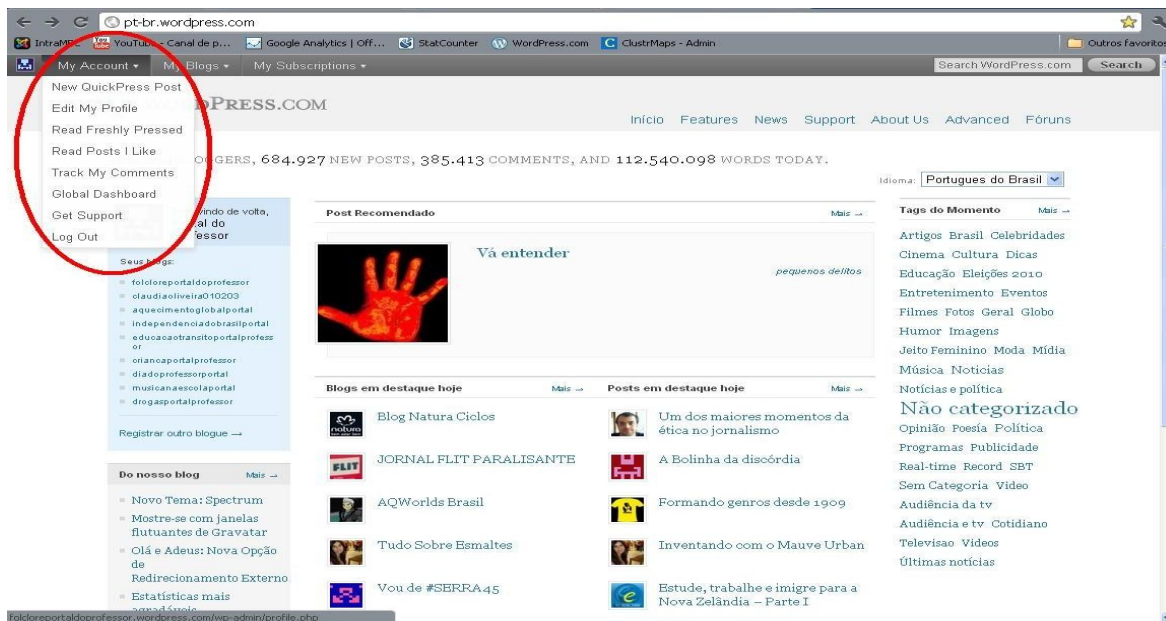 pt-br.wordpress.com
YouTube - Canal de p... Google Analytics | Off... StatCounter WordPress.com ClustrMaps - Admin Outros favoritos
My Account My Blogs My Subscriptions Search WordPress.com Search
New QuickPress Post
Edit My Profile
Read Freshly Pressed
Read Posts I Like
Track My Comments
Global Dashboard
Get Support
Log Out
PRESS.COM
Início Features News Support About Us Advanced Fóruns
684.927 NEW POSTS, 385.413 COMMENTS, AND 112.540.098 WORDS TODAY.
Idioma: Portugues do Brasil
vindo de volta,
al do
essor
Seus blogs:
folcloreportaldoprofessor
claudiaoliveira010203
aquecimentoglobalportal
independenciadobrasilportal
educacaotransitoportalprofess
or
criancaportalprofessor
diadoprofessorportal
musicanaescolaportal
drogasportalprofessor
Registrar outro blogue →
Do nosso blog Mais →
Novo Tema: Spectrum
Mostre-se com janelas
flutuantes de Gravatar
Olá e Adeus: Nova Opção
de
Redirecionamento Externo
Estatísticas mais
agradáveis
Post Recomendado Mais →
Vá entender
pequenos delitos
Blogs em destaque hoje Mais →
natura
Blog Natura Ciclos
FLIT
JORNAL FLIT PARALISANTE
AQWorlds Brasil
Tudo Sobre Esmaltes
Vou de #SERRA45
Posts em destaque hoje Mais →
Um dos maiores momentos da
ética no jornalismo
A Bolinha da discórdia
Formando genros desde 1909
Inventando com o Mauve Urban
Estude, trabalhe e imigre para a
Nova Zelândia – Parte I
Tags do Momento Mais →
Artigos Brasil Celebridades
Cinema Cultura Dicas
Educação Eleições 2010
Entretenimento Eventos
Filmes Fotos Geral Globo
Humor Imagens
Jeito Feminino Moda Mídia
Música Noticias
Notícias e política
Não categorizado
Opinião Poesía Política
Programas Publicidade
Real-time Record SBT
Sem Categoria Video
Audiência da tv
Audiência e tv Cotidiano
Televisao Videos
Últimas notícias
folcloreportaldoprofessor.wordpress.com/wp-admin/profile.php